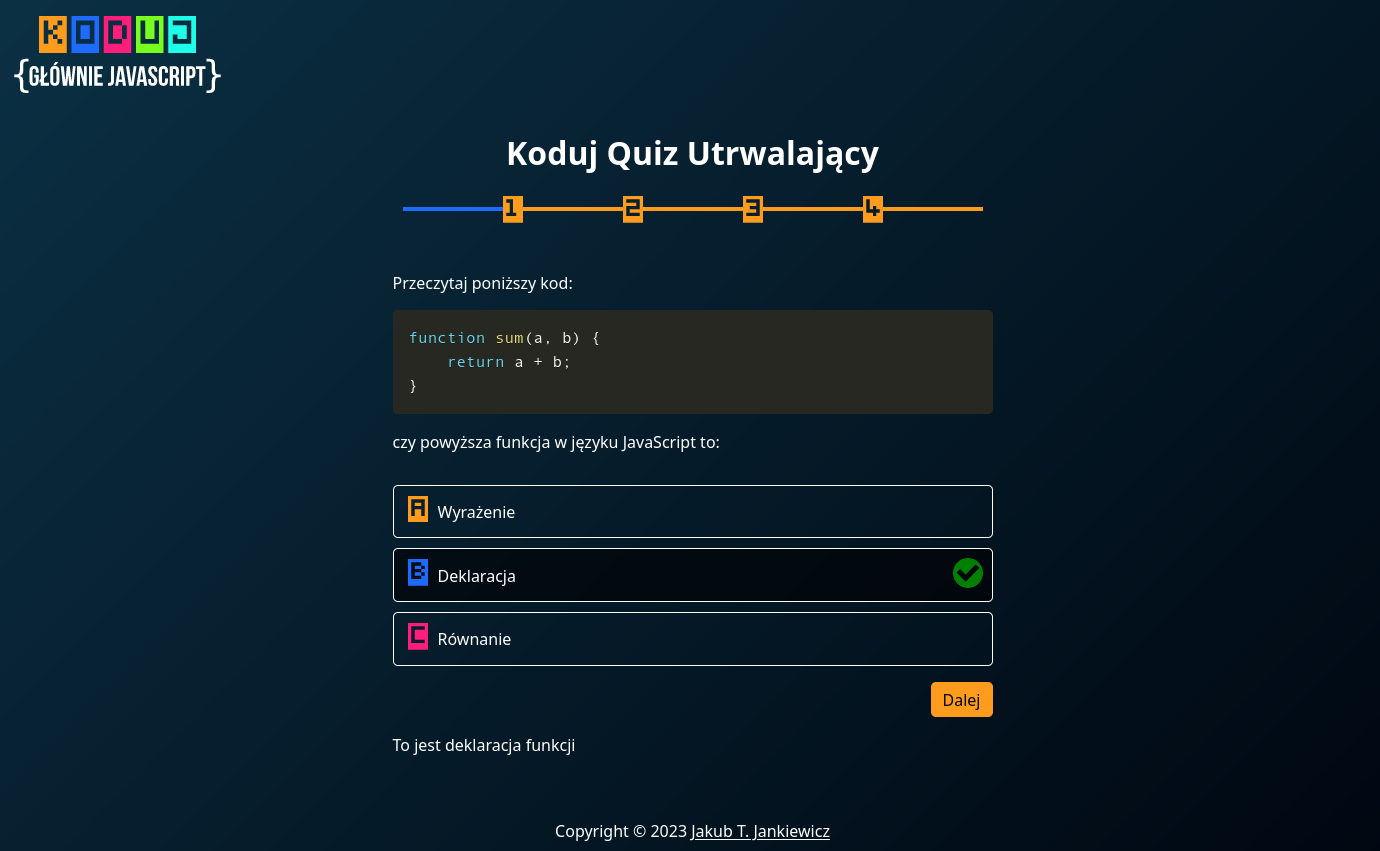 KODUJ
{GŁÓWNIE JAVASCRIPT}
Koduj Quiz Utrwalający
1 2 3 4
Przeczytaj poniższy kod:
function sum(a, b) {
    return a + b;
}
czy powyższa funkcja w języku JavaScript to:
A Wyrażenie
B Deklaracja
C Równanie
Dalej
To jest deklaracja funkcji
Copyright © 2023 Jakub T. Jankiewicz